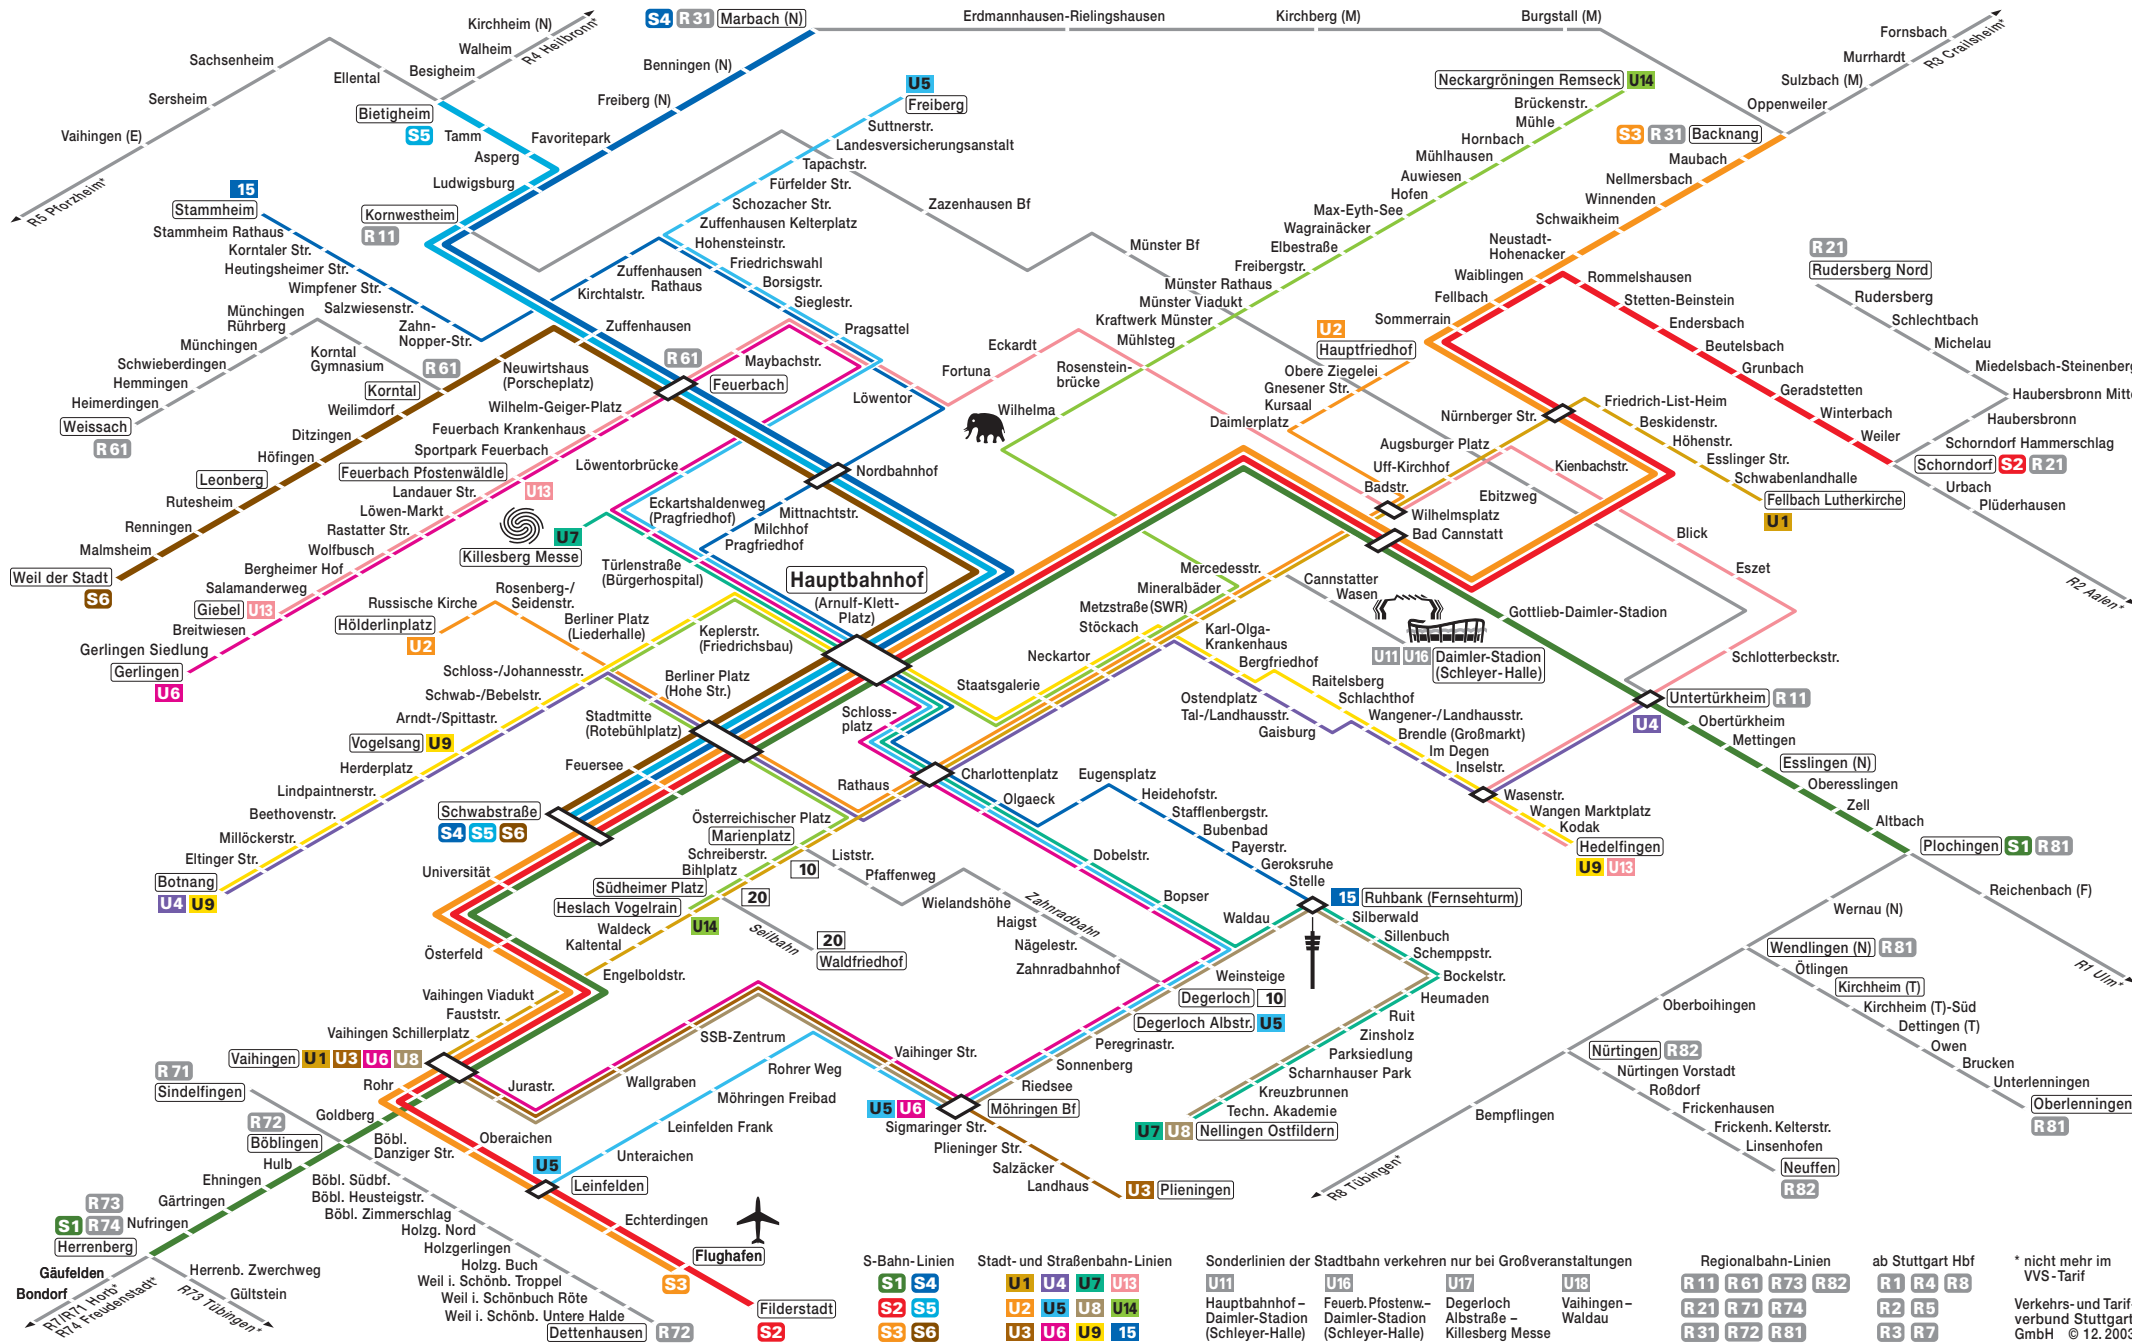 Kirchheim (N)
Walheim
Besigheim
R4 Heilbronn*
Sachsenheim
Ellental
Sersheim
Vaihingen (E)
R5 Pforzheim*
Bietigheim
S5
Tamm
Asperg
Ludwigsburg
Kornwestheim
R11
S4 R31 Marbach (N)
Benningen (N)
Freiberg (N)
Favoritepark
Erdmannhausen-Rielingshausen
Kirchberg (M)
Burgstall (M)
Fornsbach
Murrhardt
R3 Crailsheim*
Sulzbach (M)
Oppenweiler
S3 R31 Backnang
Maubach
Nellmersbach
Winnenden
Schwaikheim
Neustadt-
Hohenacker
Waiblingen
Fellbach
Sommerrain
U5
Freiberg
Suttnerstr.
Landesversicherungsanstalt
Tapachstr.
Fürfelder Str.
Schozacher Str.
Zuffenhausen Kelterplatz
Hohensteinstr.
Friedrichswahl
Borsigstr.
Sieglestr.
Pragsattel
Zazenhausen Bf
Münster Bf
Neckargröningen Remseck U14
Brückenstr.
Mühle
Hornbach
Mühlhausen
Auwiesen
Hofen
Max-Eyth-See
Wagrainäcker
Elbestraße
Freibergstr.
Münster Rathaus
Münster Viadukt
Kraftwerk Münster
Mühlsteg
Rosenstein-
brücke
Wilhelma
15
Stammheim
Stammheim Rathaus
Korntaler Str.
Heutingsheimer Str.
Wimpfener Str.
Salzwiesenstr.
Zahn-
Nopper-Str.
Kirchtalstr.
Zuffenhausen
Rathaus
Zuffenhausen
Münchingen
Rührberg
Münchingen
Schwieberdingen
Hemmingen
Heimerdingen
Weissach
R61
Korntal
Gymnasium
R61
Korntal
Neuwirtshaus
(Porscheplatz)
Weilimdorf
Ditzingen
Höfingen
Leonberg
Rutesheim
Renningen
Malmsheim
Weil der Stadt
S6
R61
Feuerbach
Maybachstr.
Wilhelm-Geiger-Platz
Feuerbach Krankenhaus
Sportpark Feuerbach
Feuerbach Pfostenwäldle
U13
Landauer Str.
Löwen-Markt
Rastatter Str.
Wolfbusch
Bergheimer Hof
Salamanderweg
Giebel U13
Breitwiesen
Gerlingen Siedlung
Gerlingen
U6
Löwentor
Fortuna
Eckardt
Daimlerplatz
Löwentorbrücke
Nordbahnhof
Eckartshaldenweg
(Pragfriedhof)
Mittnachtstr.
Milchhof
Pragfriedhof
U7
Killesberg Messe
Türlenstraße
(Bürgerhospital)
Hauptbahnhof
(Arnulf-Klett-
Platz)
U2
Hauptfriedhof
Obere Ziegelei
Gnesener Str.
Kursaal
Nürnberger Str.
Augsburger Platz
Uff-Kirchhof
Badstr.
Wilhelmsplatz
Bad Cannstatt
Ebitzweg
Kienbachstr.
Blick
Eszet
Schlotterbeckstr.
Friedrich-List-Heim
Beskidenstr.
Höhenstr.
Esslinger Str.
Schwabenlandhalle
Fellbach Lutherkirche
U1
Rommelshausen
Stetten-Beinstein
Endersbach
Beutelsbach
Grunbach
Geradstetten
Winterbach
Weiler
Schorndorf S2 R21
Urbach
Plüderhausen
R2 Aalen*
R21
Rudersberg Nord
Rudersberg
Schlechtbach
Michelau
Miedelsbach-Steinenberg
Haubersbronn Mitte
Haubersbronn
Schorndorf Hammerschlag
Rosenberg-/
Seidenstr.
Russische Kirche
Hölderlinplatz
U2
Berliner Platz
(Liederhalle)
Keplerstr.
(Friedrichsbau)
Schloss-/Johannesstr.
Schwab-/Bebelstr.
Arndt-/Spittastr.
Vogelsang U9
Herderplatz
Lindpaintnerstr.
Beethovenstr.
Millöckerstr.
Eltinger Str.
Botnang
U4 U9
Berliner Platz
(Hohe Str.)
Stadtmitte
(Rotebühlplatz)
Feuersee
Schwabstraße
S4 S5 S6
Universität
Österfeld
Schloss-
platz
Rathaus
Charlottenplatz
Olgaeck
Staatsgalerie
Neckartor
Stöckach
Metzstraße (SWR)
Mineralbäder
Mercedesstr.
Cannstatter
Wasen
U11 U16 Daimler-Stadion
(Schleyer-Halle)
Gottlieb-Daimler-Stadion
Karl-Olga-
Krankenhaus
Bergfriedhof
Raitelsberg
Schlachthof
Wangener-/Landhausstr.
Brendle (Großmarkt)
Im Degen
Inselstr.
Ostendplatz
Tal-/Landhausstr.
Gaisburg
Wasenstr.
Wangen Marktplatz
Kodak
Hedelfingen
U9 U13
Untertürkheim R11
U4
Obertürkheim
Mettingen
Esslingen (N)
Oberesslingen
Zell
Altbach
Plochingen S1 R81
Reichenbach (F)
R1 Ulm*
Wernau (N)
Wendlingen (N) R81
Ötlingen
Kirchheim (T)
Kirchheim (T)-Süd
Dettingen (T)
Owen
Brucken
Unterlenningen
Oberlenningen
R81
Oberboihingen
Nürtingen R82
Nürtingen Vorstadt
Roßdorf
Frickenhausen
Frickenh. Kelterstr.
Linsenhofen
Neuffen
R82
Bempflingen
R8 Tübingen*
Eugensplatz
Heidehofstr.
Stafflenbergstr.
Bubenbad
Payerstr.
Geroksruhe
Stelle
15 Ruhbank (Fernsehturm)
Dobelstr.
Bopser
Waldau
Weinsteige
Degerloch 10
Degerloch Albstr. U5
Peregrinastr.
Sonnenberg
Riedsee
Möhringen Bf
Silberwald
Sillenbuch
Schemppstr.
Bockelstr.
Heumaden
Ruit
Zinsholz
Parksiedlung
Scharnhauser Park
Kreuzbrunnen
Techn. Akademie
U7 U8 Nellingen Ostfildern
Österreichischer Platz
Marienplatz
10
Schreiberstr.
Bihlplatz
Südheimer Platz
20
Heslach Vogelrain
U14
Waldeck
Kaltental
Engelboldstr.
Seilbahn
20
Waldfriedhof
Liststr.
Pfaffenweg
Wielandshöhe
Zahnradbahn
Haigst
Nägelestr.
Zahnradbahnhof
Vaihingen Viadukt
Fauststr.
Vaihingen Schillerplatz
Vaihingen U1 U3 U6 U8
Rohr
Jurastr.
SSB-Zentrum
Wallgraben
Vaihinger Str.
Rohrer Weg
Möhringen Freibad
Leinfelden Frank
Unteraichen
U5 U6
Sigmaringer Str.
Plieninger Str.
Salzäcker
Landhaus
U3 Plieningen
R71
Sindelfingen
Goldberg
R72
Böblingen
Hulb
Ehningen
Gärtringen
Nufringen
R73
S1 R74
Herrenberg
Gäufelden
Bondorf
R7/R71 Horb*
R74 Freudenstadt*
Herrenb. Zwerchweg
Gültstein
R73 Tübingen*
Böbl.
Danziger Str.
Böbl. Südbf.
Böbl. Heusteigstr.
Böbl. Zimmerschlag
Holzg. Nord
Holzgerlingen
Holzg. Buch
Weil i. Schönb. Troppel
Weil i. Schönbuch Röte
Weil i. Schönb. Untere Halde
Dettenhausen R72
Oberaichen
U5
Leinfelden
Echterdingen
Flughafen
S3
Filderstadt
S2
S-Bahn-Linien
S1 S4
S2 S5
S3 S6
Stadt- und Straßenbahn-Linien
U1 U4 U7 U13
U2 U5 U8 U14
U3 U6 U9 15
Sonderlinien der Stadtbahn verkehren nur bei Großveranstaltungen
U11
Hauptbahnhof –
Daimler-Stadion
(Schleyer-Halle)
U16
Feuerb. Pfostenw.–
Daimler-Stadion
(Schleyer-Halle)
U17
Degerloch
Albstraße –
Killesberg Messe
U18
Vaihingen –
Waldau
Regionalbahn-Linien
R11 R61 R73 R82
R21 R71 R74
R31 R72 R81
ab Stuttgart Hbf
R1 R4 R8
R2 R5
R3 R7
* nicht mehr im
VVS-Tarif
Verkehrs- und Tarif-
verbund Stuttgart
GmbH © 12.2003